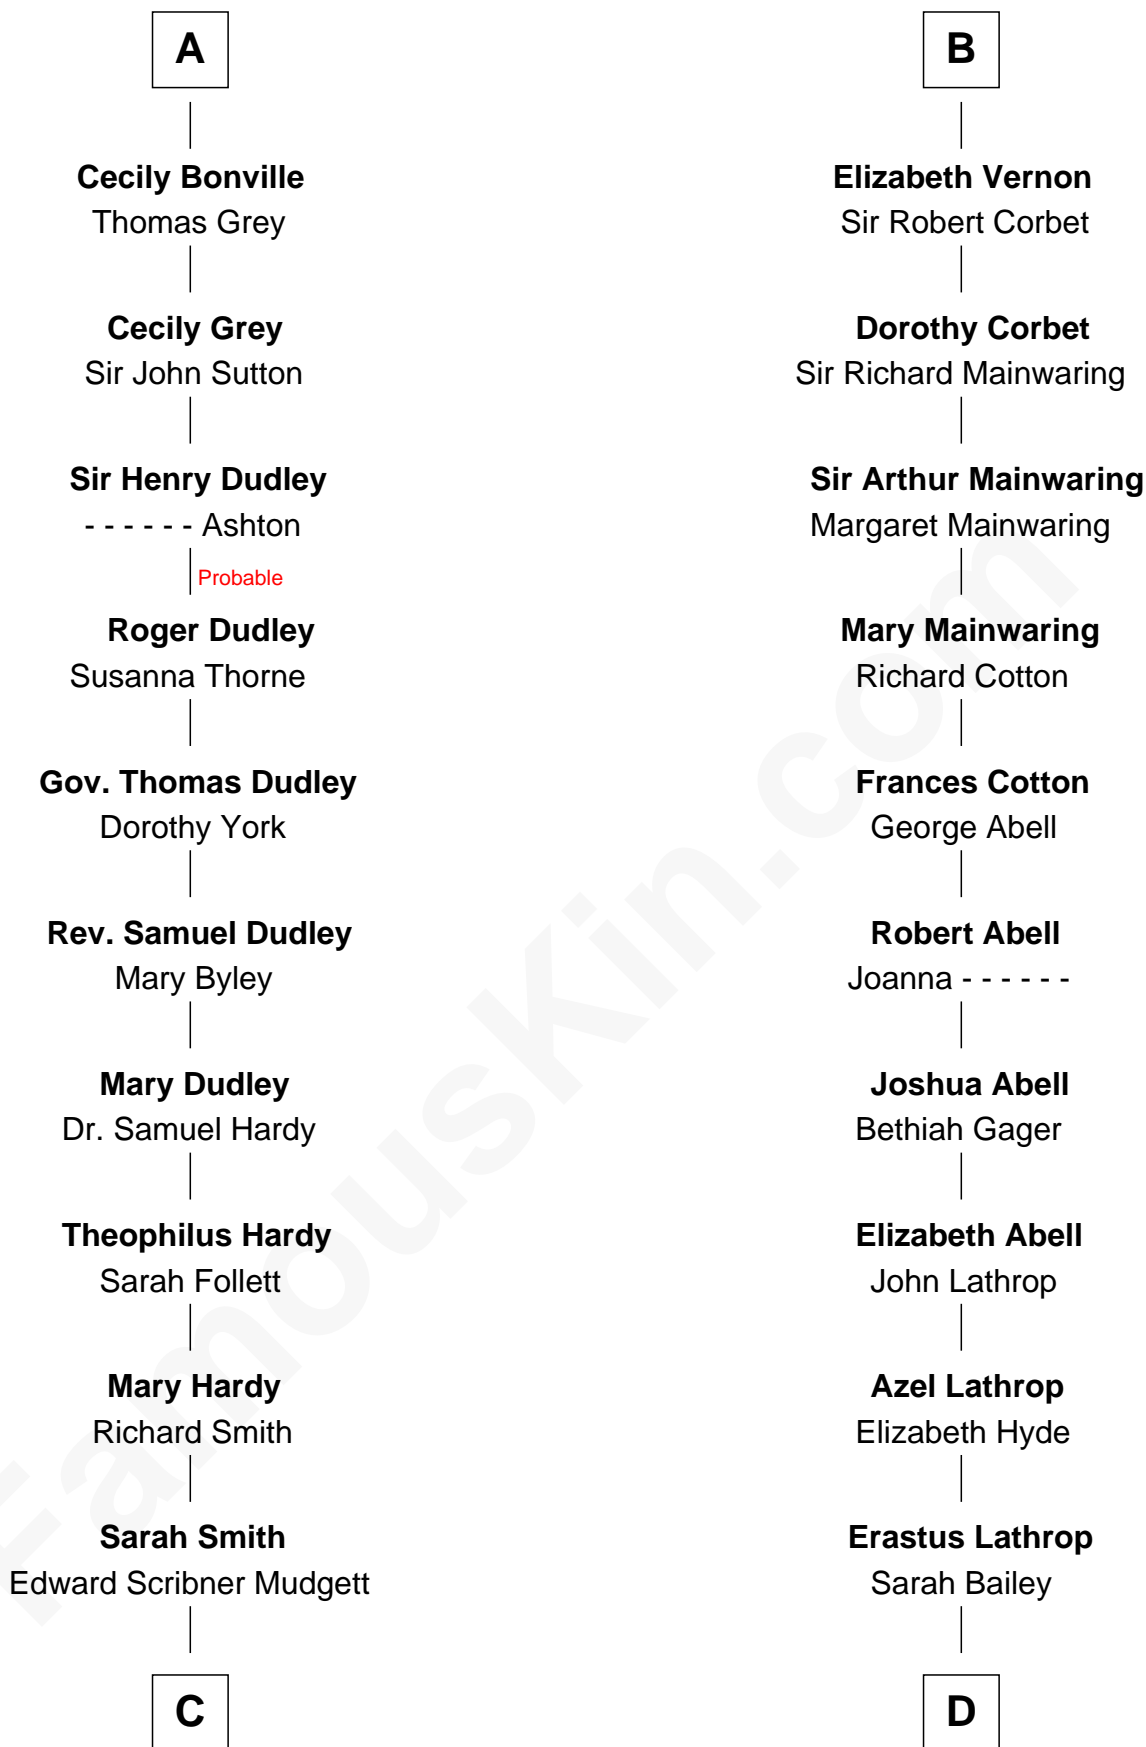 A
Cecily Bonville
Thomas Grey
Cecily Grey
Sir John Sutton
Sir Henry Dudley
- - - - - - Ashton
Probable
Roger Dudley
Susanna Thorne
Gov. Thomas Dudley
Dorothy York
Rev. Samuel Dudley
Mary Byley
Mary Dudley
Dr. Samuel Hardy
Theophilus Hardy
Sarah Follett
Mary Hardy
Richard Smith
Sarah Smith
Edward Scribner Mudgett
C
B
Elizabeth Vernon
Sir Robert Corbet
Dorothy Corbet
Sir Richard Mainwaring
Sir Arthur Mainwaring
Margaret Mainwaring
Mary Mainwaring
Richard Cotton
Frances Cotton
George Abell
Robert Abell
Joanna - - - - - -
Joshua Abell
Bethiah Gager
Elizabeth Abell
John Lathrop
Azel Lathrop
Elizabeth Hyde
Erastus Lathrop
Sarah Bailey
D
FamousKin.com